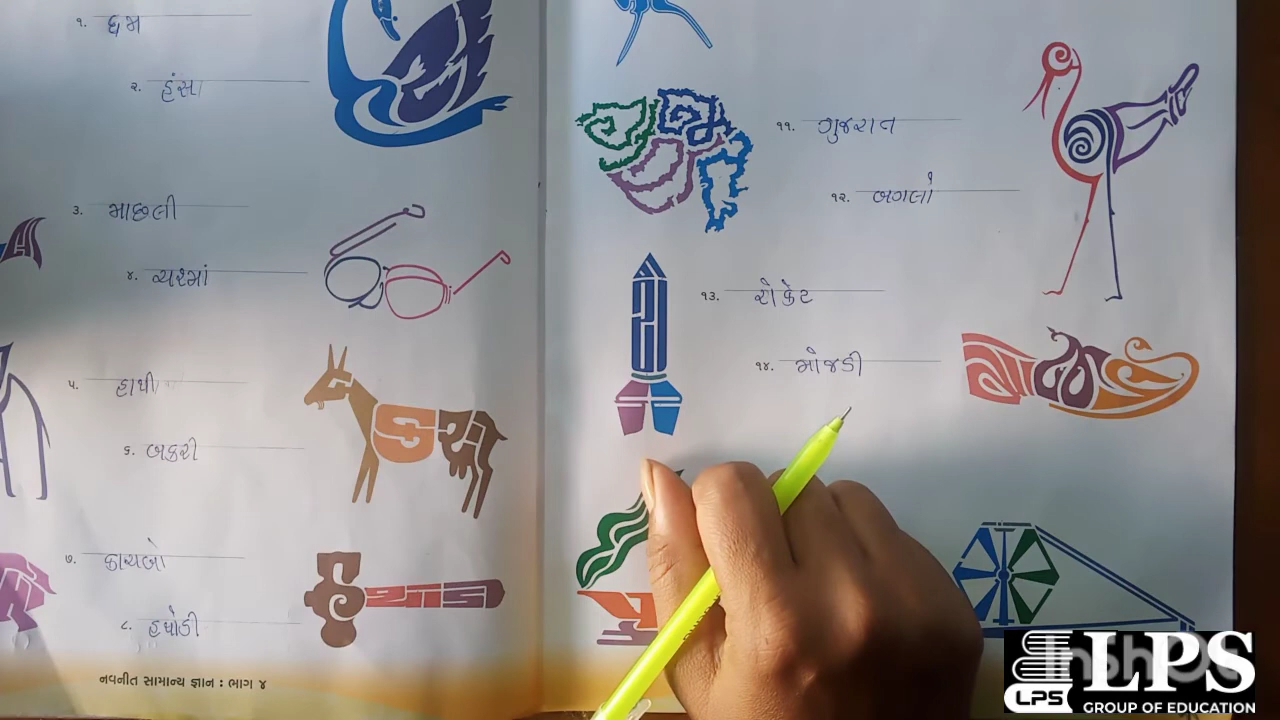 ૧. છમ
૨. હંસ
૩. માછલી
૪. ચશ્માં
૫. હાથી
૬. બકરી
૭. કાચબો
૮. હથોડી
નવનીત સામાન્ય જ્ઞાન : ભાગ ૪
૧૧. ગુજરાત
૧૨. બગલો
૧૩. રોકેટ
૧૪. મોજડી
LPS
LPS
GROUP OF EDUCATION